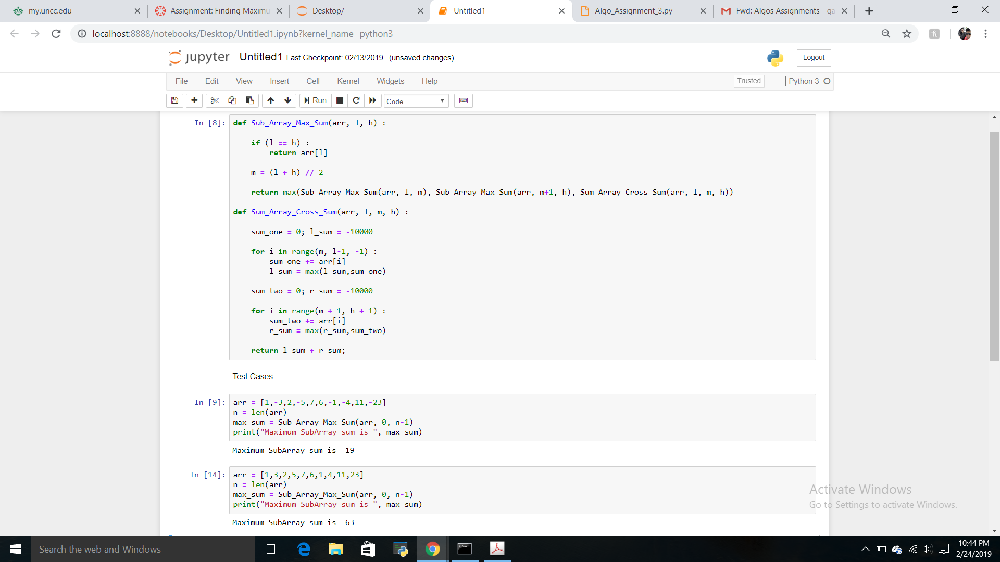 my.uncc.edu
Assignment: Finding Maximu
Desktop/
Untitled1
Algo_Assignment_3.py
Fwd: Algos Assignments - ga
localhost:8888/notebooks/Desktop/Untitled1.ipynb?kernel_name=python3
jupyter Untitled1 Last Checkpoint: 02/13/2019 (unsaved changes)
Logout
File Edit View Insert Cell Kernel Widgets Help
Trusted Python 3
Run Code
In [8]: def Sub_Array_Max_Sum(arr, l, h) :
if (l == h) :
return arr[l]
m = (l + h) // 2
return max(Sub_Array_Max_Sum(arr, l, m), Sub_Array_Max_Sum(arr, m+1, h), Sum_Array_Cross_Sum(arr, l, m, h))
def Sum_Array_Cross_Sum(arr, l, m, h) :
sum_one = 0; l_sum = -10000
for i in range(m, l-1, -1) :
sum_one += arr[i]
l_sum = max(l_sum,sum_one)
sum_two = 0; r_sum = -10000
for i in range(m + 1, h + 1) :
sum_two += arr[i]
r_sum = max(r_sum,sum_two)
return l_sum + r_sum;
Test Cases
In [9]: arr = [1,-3,2,-5,7,6,-1,-4,11,-23]
n = len(arr)
max_sum = Sub_Array_Max_Sum(arr, 0, n-1)
print("Maximum SubArray sum is ", max_sum)
Maximum SubArray sum is  19
In [14]: arr = [1,3,2,5,7,6,1,4,11,23]
n = len(arr)
max_sum = Sub_Array_Max_Sum(arr, 0, n-1)
print("Maximum SubArray sum is ", max_sum)
Maximum SubArray sum is  63
Activate Windows
Go to Settings to activate Windows.
Search the web and Windows
10:44 PM
2/24/2019